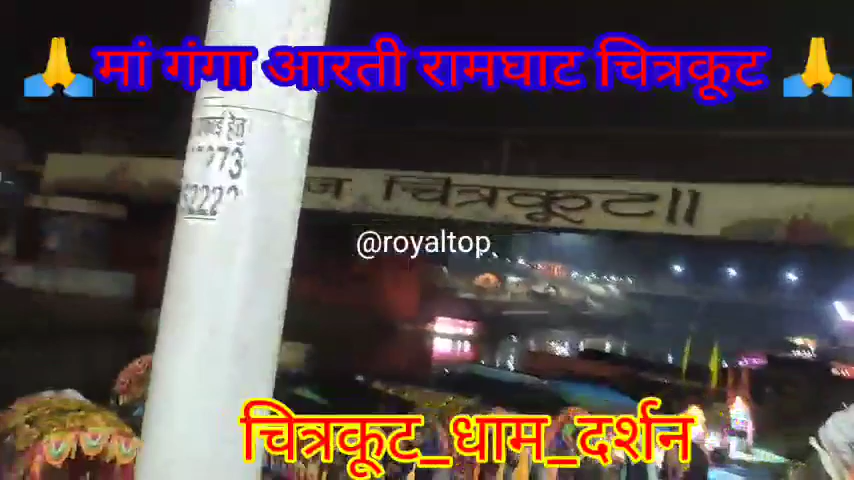 🙏मां गंगा आरती रामघाट चित्रकूट 🙏
हेतु
चित्रकूट॥
@royaltop
चित्रकूट_धाम_दर्शन